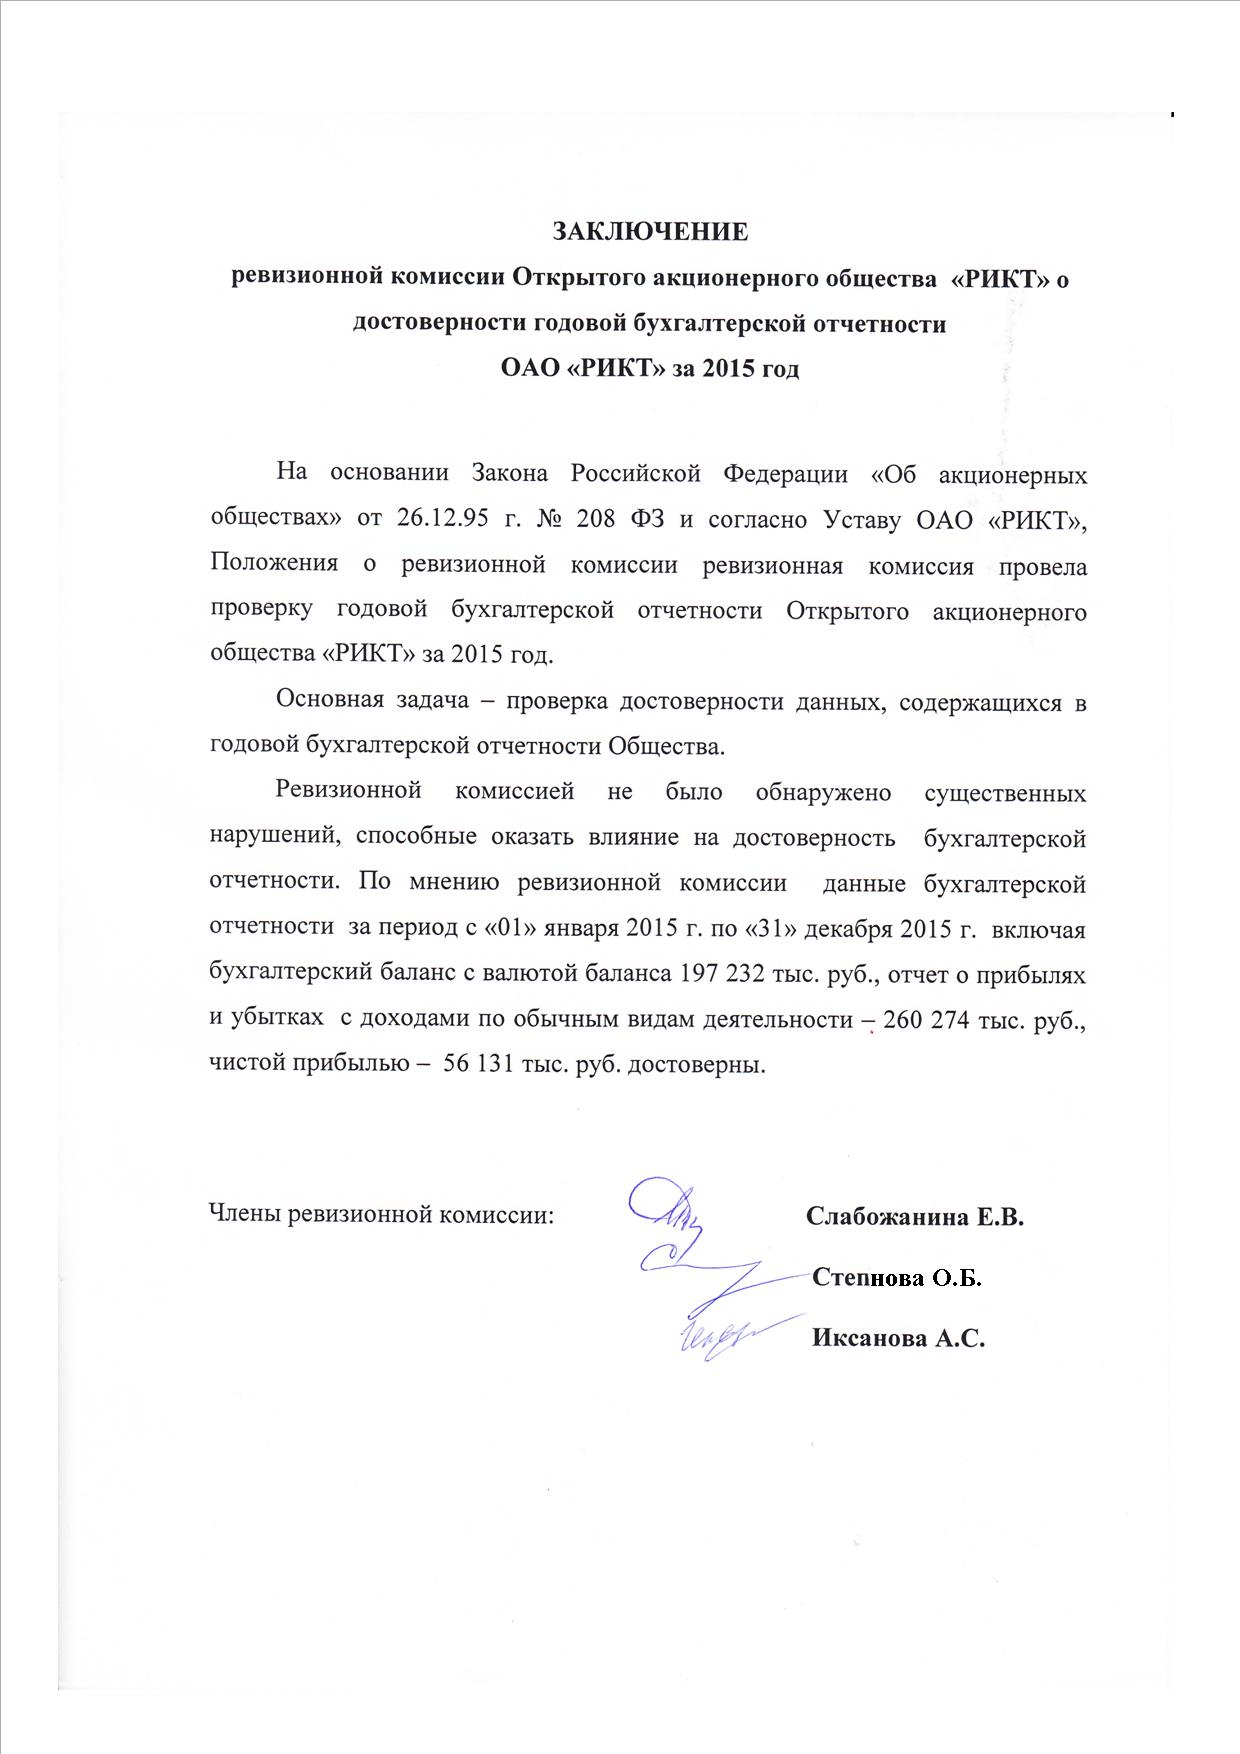 ЗАКЛЮЧЕНИЕ
ревизионной комиссии Открытого акционерного общества «РИКТ» о
достоверности годовой бухгалтерской отчетности
ОАО «РИКТ» за 2015 год
На основании Закона Российской Федерации «Об акционерных
обществах» от 26.12.95 г. № 208 ФЗ и согласно Уставу ОАО «РИКТ»,
Положения о ревизионной комиссии ревизионная комиссия провела
проверку годовой бухгалтерской отчетности Открытого акционерного
общества «РИКТ» за 2015 год.
Основная задача – проверка достоверности данных, содержащихся в
годовой бухгалтерской отчетности Общества.
Ревизионной комиссией не было обнаружено существенных
нарушений, способные оказать влияние на достоверность бухгалтерской
отчетности. По мнению ревизионной комиссии данные бухгалтерской
отчетности за период с «01» января 2015 г. по «31» декабря 2015 г. включая
бухгалтерский баланс с валютой баланса 197 232 тыс. руб., отчет о прибылях
и убытках с доходами по обычным видам деятельности – 260 274 тыс. руб.,
чистой прибылью – 56 131 тыс. руб. достоверны.
Члены ревизионной комиссии: Слабожанина Е.В.
Степнова О.Б.
Иксанова А.С.